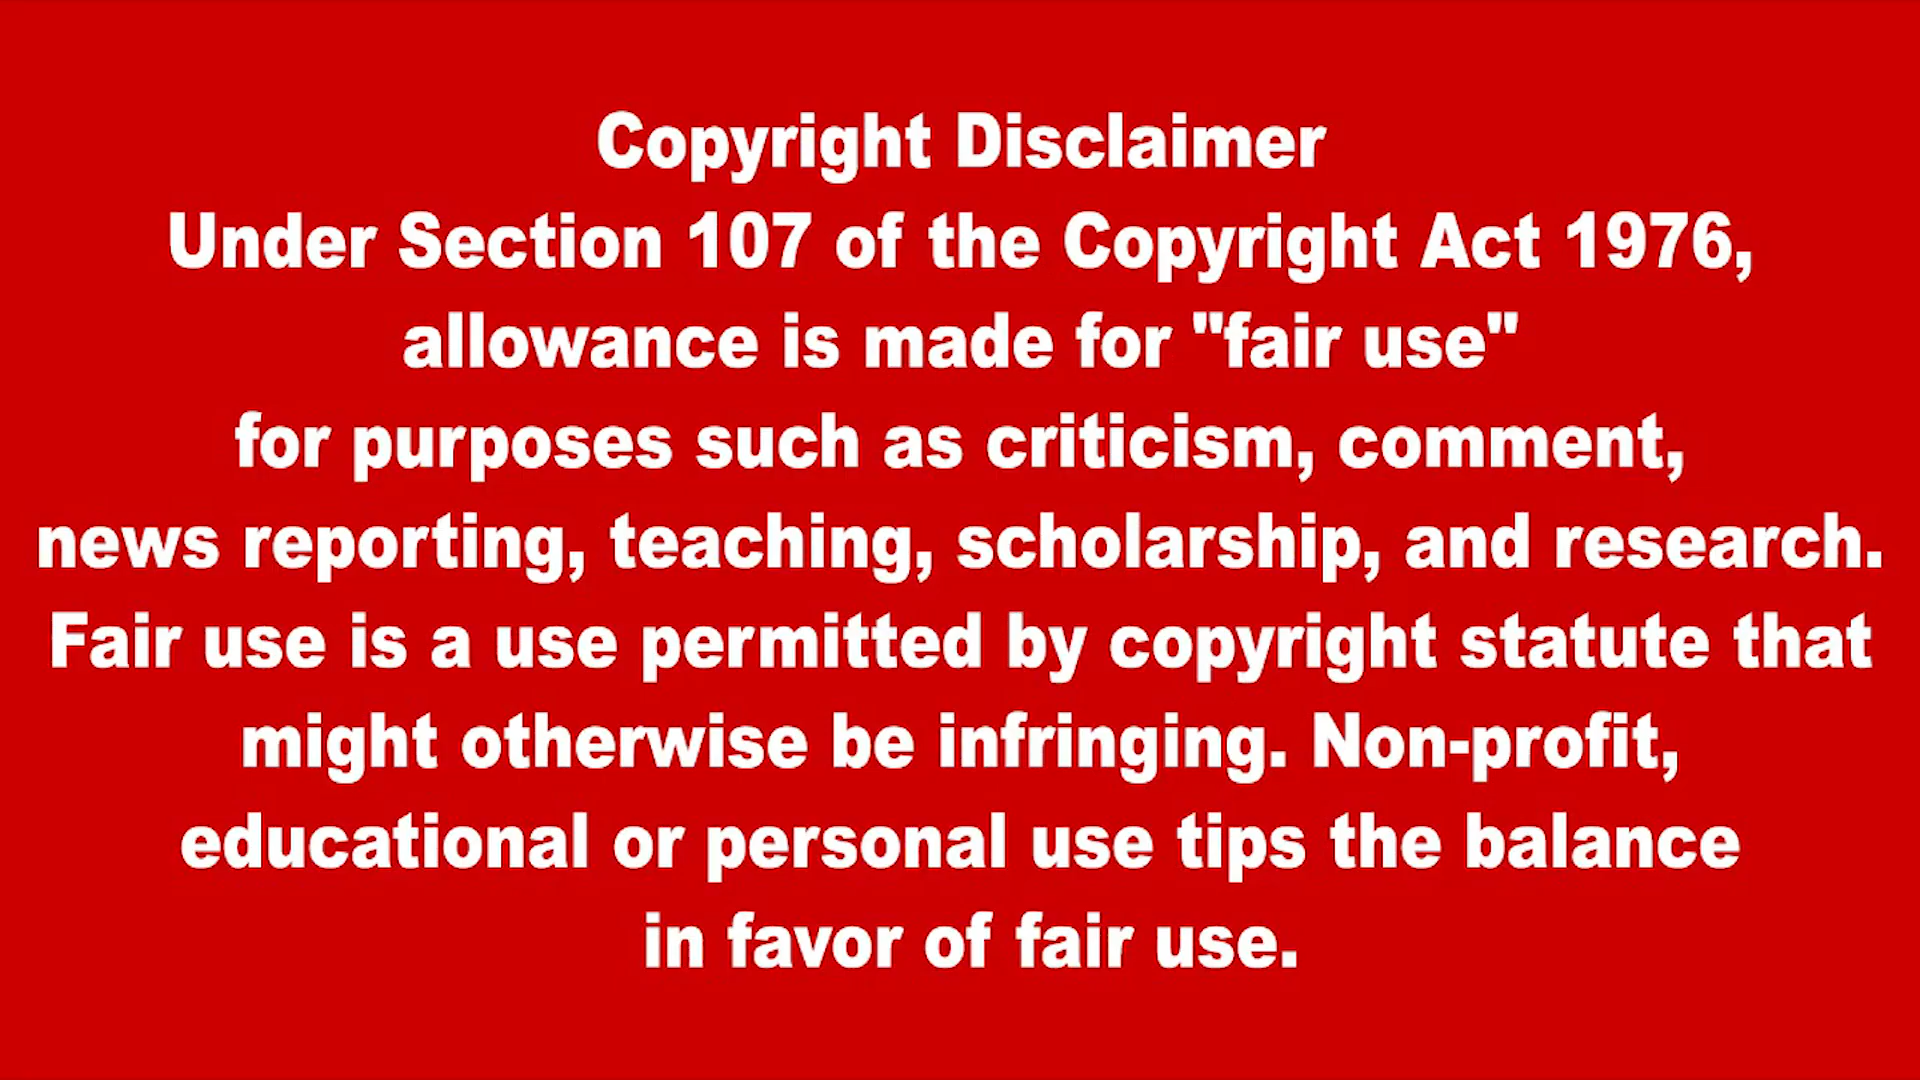 Copyright Disclaimer
Under Section 107 of the Copyright Act 1976,
allowance is made for "fair use"
for purposes such as criticism, comment,
news reporting, teaching, scholarship, and research.
Fair use is a use permitted by copyright statute that
might otherwise be infringing. Non-profit,
educational or personal use tips the balance
in favor of fair use.